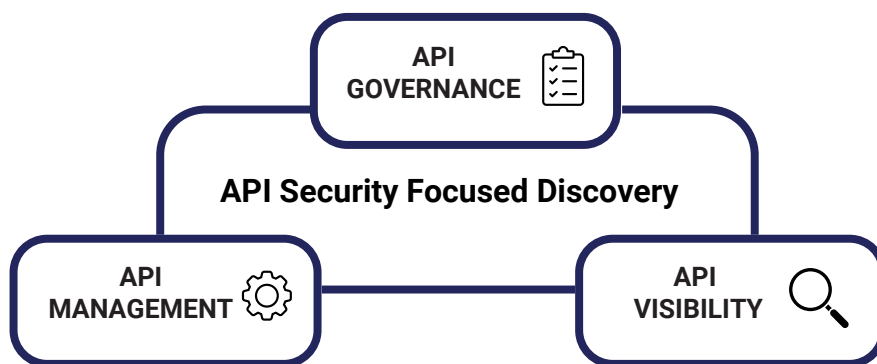 API
GOVERNANCE
API Security Focused Discovery
API
MANAGEMENT
API
VISIBILITY